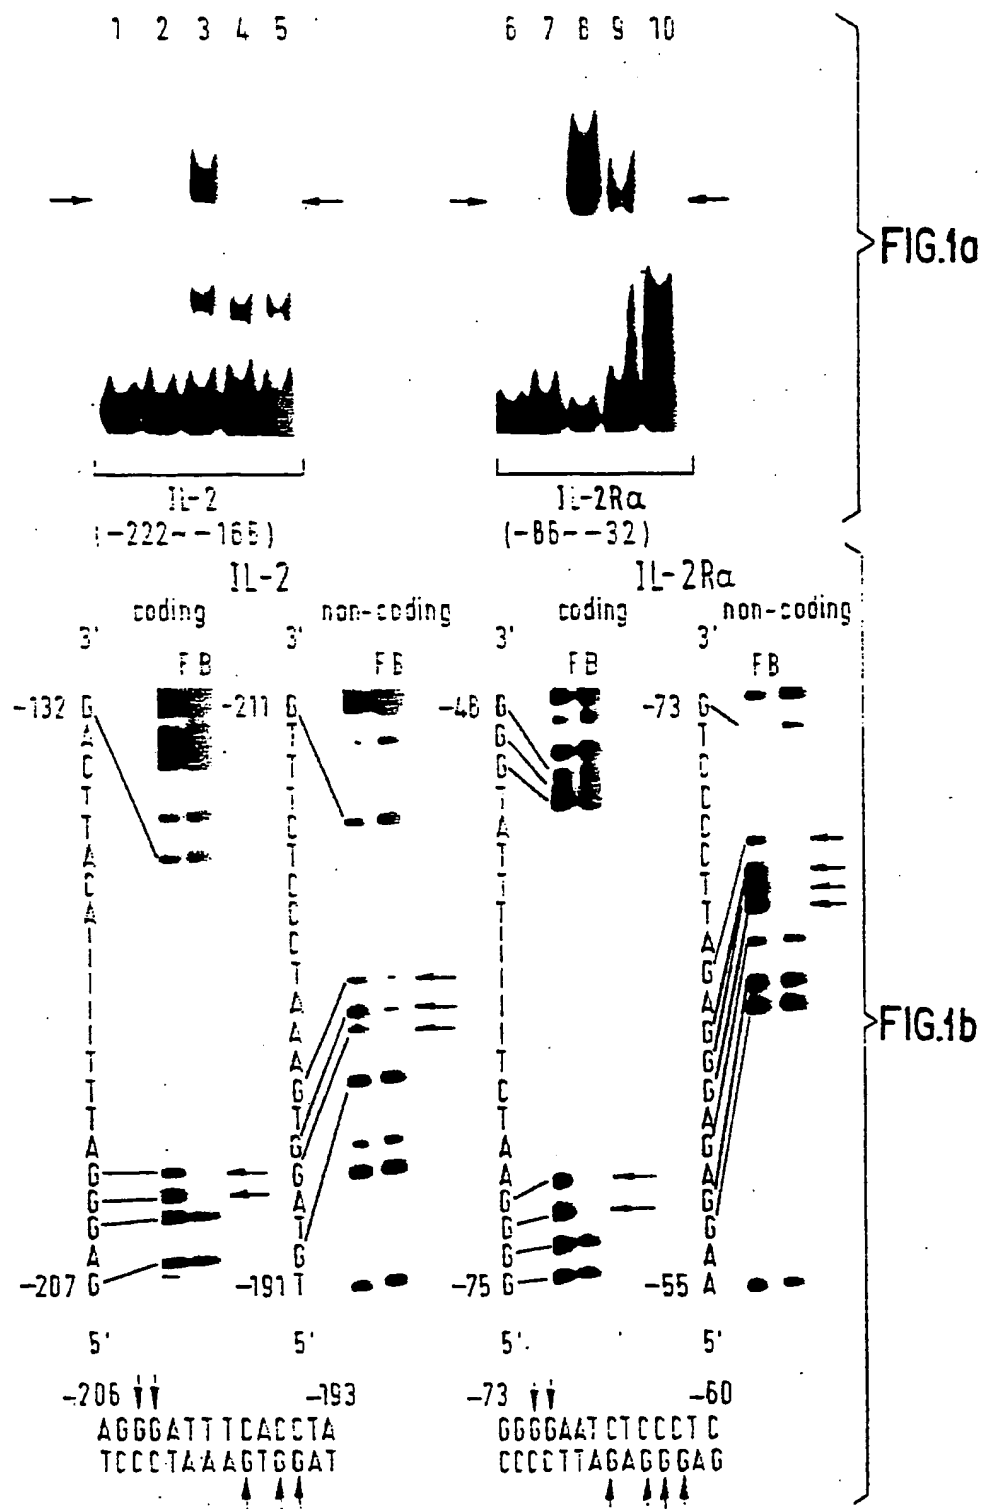 1 2 3 4 5
6 7 8 9 10
FIG.1a
IL-2
(-222~-165)
IL-2Rα
(-86~-32)
IL-2
IL-2Rα
coding
non-coding
coding
non-coding
3'
3'
3'
3'
F B
F B
F B
F B
-132 G
A
C
T
T
A
C
A
T
T
T
T
T
T
T
A
G
G
G
A
-207 G
5'
-211 G
T
T
T
C
T
C
C
C
T
A
A
A
G
T
G
G
A
T
G
-191 T
5'
-46 G
G
G
T
A
T
T
T
T
T
T
T
T
C
T
A
A
G
G
G
-75 G
5'
-73 G
T
C
C
C
C
T
T
A
G
A
G
G
G
A
G
A
G
G
A
-55 A
5'
FIG.1b
-206
-193
AGGGATTTCACCTA
TCCCTAAAGTGGAT
-73
-60
GGGGAATCTCCCTC
CCCCTTAGAGGGAG